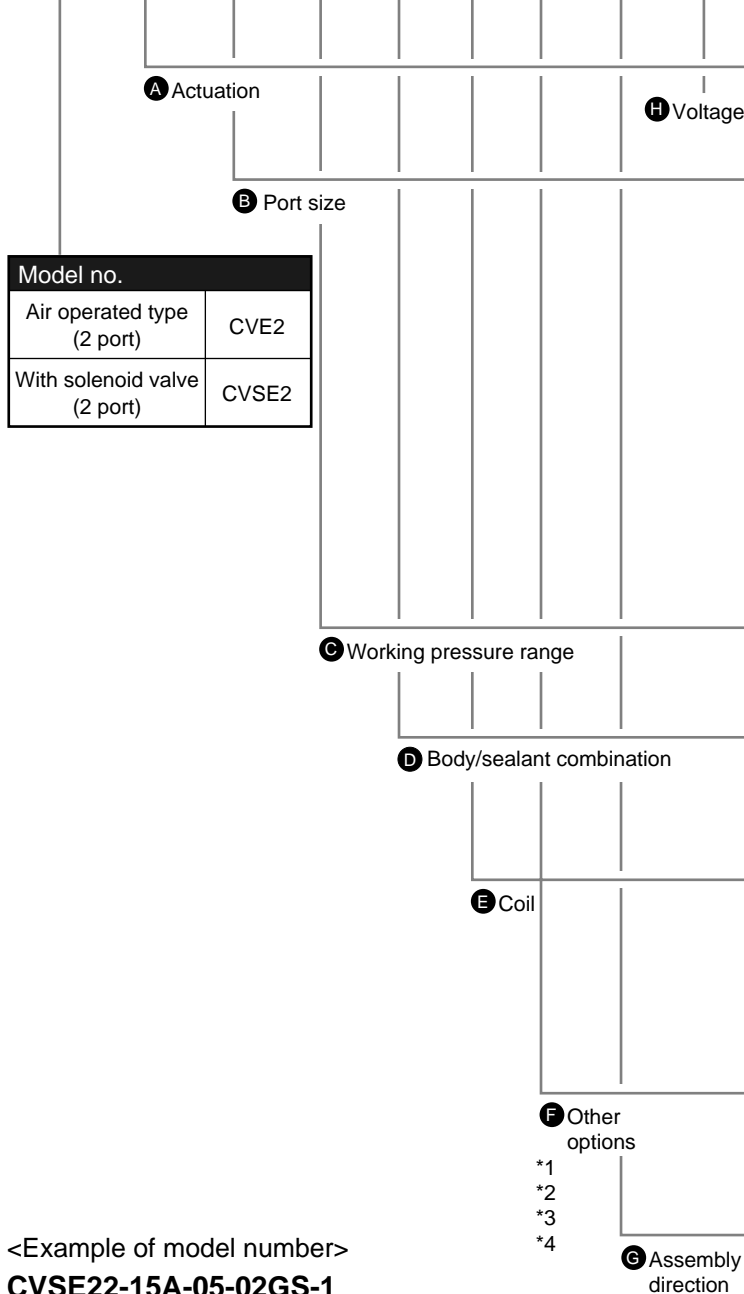 A Actuation
H Voltage
B Port size
Model no.
Air operated type
(2 port)
CVE2
With solenoid valve
(2 port)
CVSE2
C Working pressure range
D Body/sealant combination
E Coil
F Other
options
*1
*2
*3
*4
G Assembly
direction
<Example of model number>
CVSE22-15A-05-02GS-1